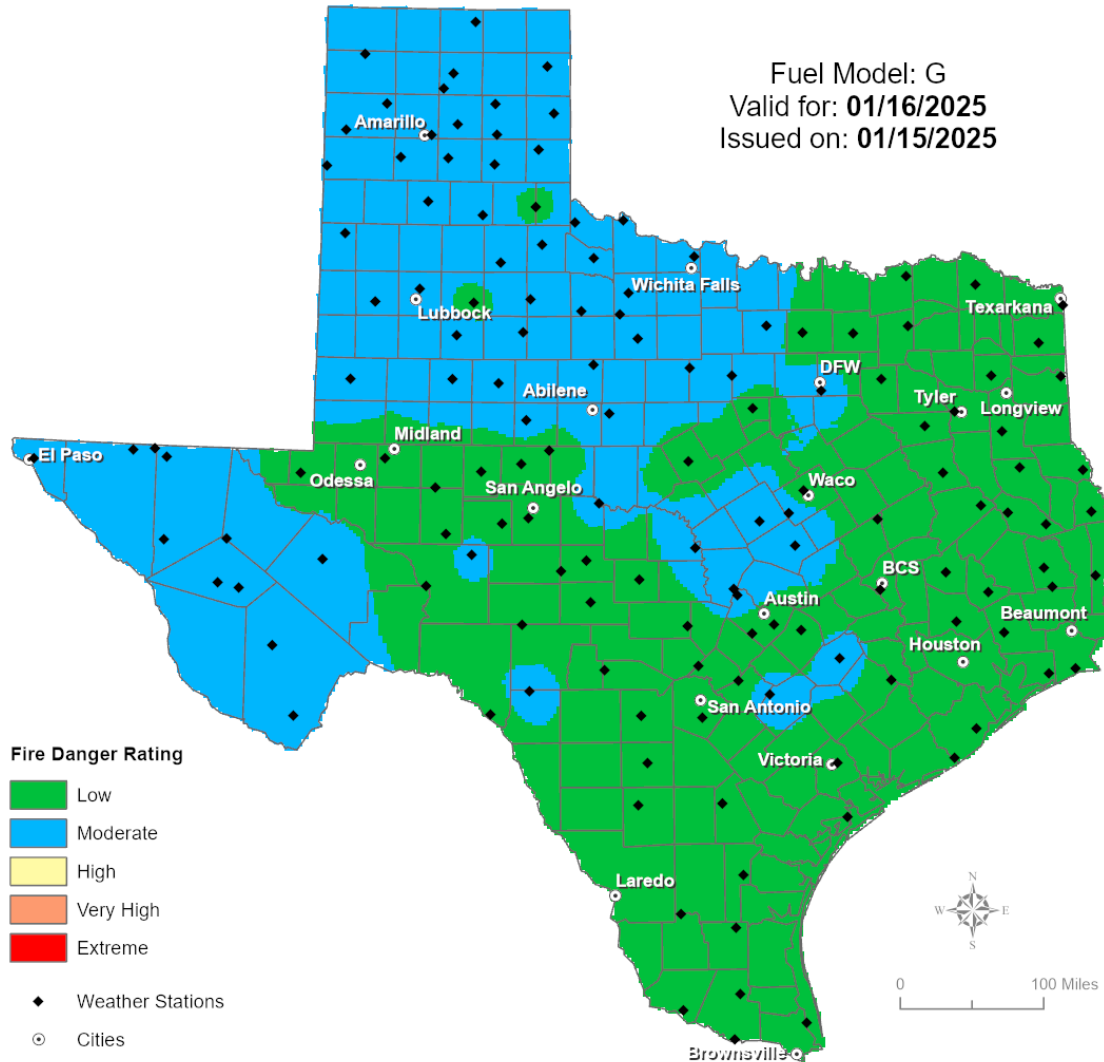 Fuel Model: G
Valid for: 01/16/2025
Issued on: 01/15/2025
Amarillo
Wichita Falls
Lubbock
Texarkana
DFW
Abilene
Tyler
Longview
Midland
El Paso
Odessa
San Angelo
Waco
BCS
Austin
Beaumont
Houston
San Antonio
Victoria
Laredo
Brownsville
Fire Danger Rating
Low
Moderate
High
Very High
Extreme
Weather Stations
Cities
N
W E
S
0 100 Miles